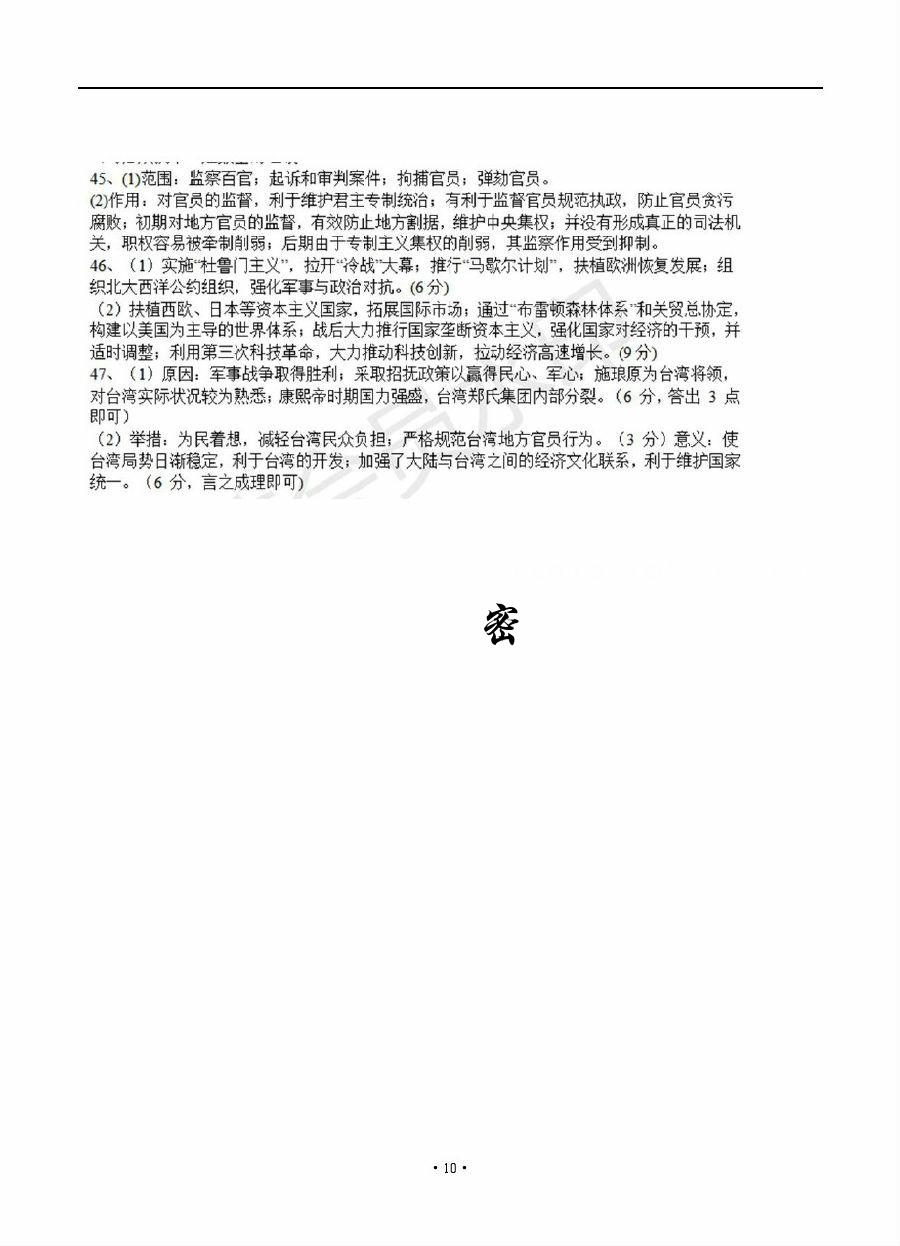 45、(1)范围：监察百官；起诉和审判案件；拘捕官员；弹劾官员。
(2)作用：对官员的监督，利于维护君主专制统治；有利于监督官员规范执政，防止官员贪污
腐败；初期对地方官员的监督，有效防止地方割据，维护中央集权；并没有形成真正的司法机
关，职权容易被牵制削弱；后期由于专制主义集权的削弱，其监察作用受到抑制。
46、（1）实施“杜鲁门主义”，拉开“冷战”大幕；推行“马歇尔计划”，扶植欧洲恢复发展；组
织北大西洋公约组织，强化军事与政治对抗。(6分)
（2）扶植西欧、日本等资本主义国家，拓展国际市场；通过“布雷顿森林体系”和关贸总协定，
构建以美国为主导的世界体系；战后大力推行国家垄断资本主义，强化国家对经济的干预，并
适时调整；利用第三次科技革命，大力推动科技创新，拉动经济高速增长。(9分)
47、（1）原因：军事战争取得胜利；采取招抚政策以赢得民心、军心；施琅原为台湾将领，
对台湾实际状况较为熟悉；康熙帝时期国力强盛，台湾郑氏集团内部分裂。（6 分，答出 3 点
即可）
（2）举措：为民着想，减轻台湾民众负担；严格规范台湾地方官员行为。（3 分）意义：使
台湾局势日渐稳定，利于台湾的开发；加强了大陆与台湾之间的经济文化联系，利于维护国家
统一。（6 分，言之成理即可)
密
· 10 ·